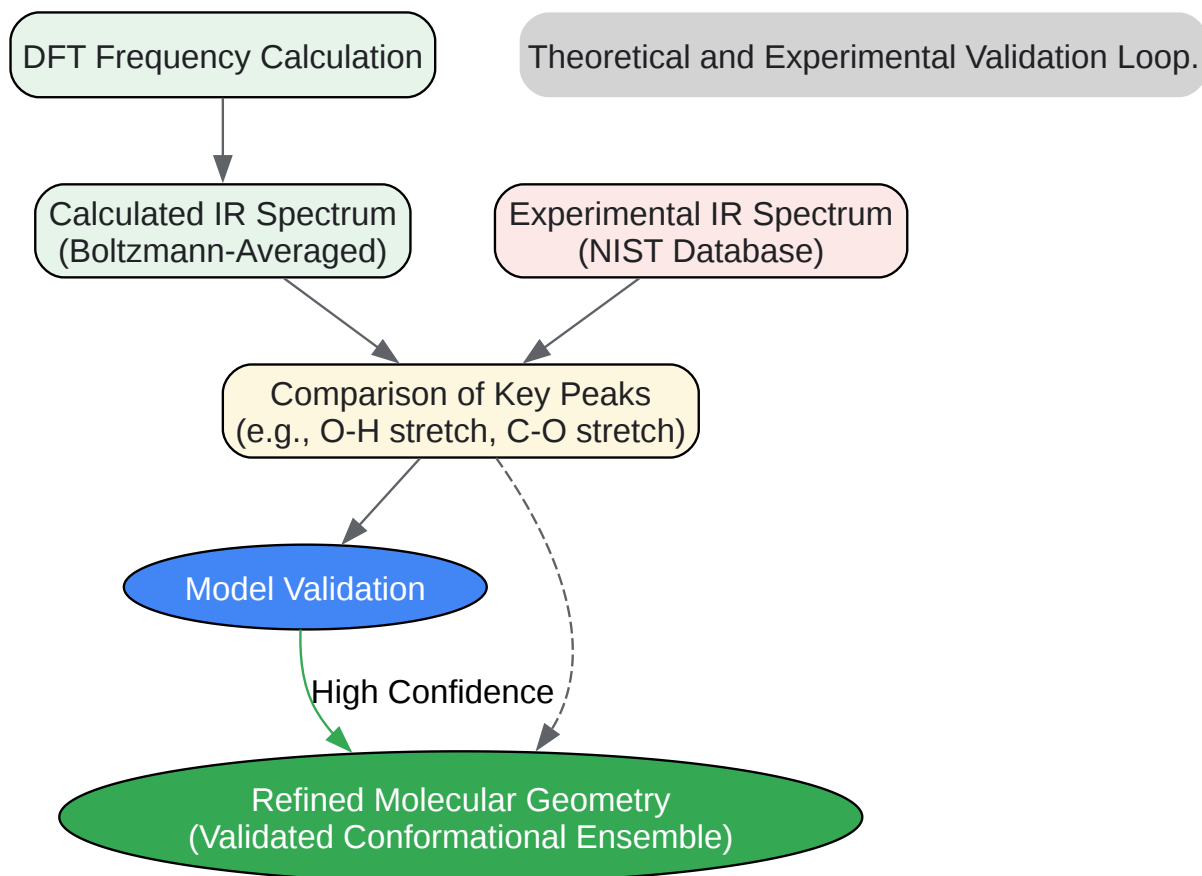 DFT Frequency Calculation
Theoretical and Experimental Validation Loop.
Calculated IR Spectrum
(Boltzmann-Averaged)
Experimental IR Spectrum
(NIST Database)
Comparison of Key Peaks
(e.g., O-H stretch, C-O stretch)
Model Validation
High Confidence
Refined Molecular Geometry
(Validated Conformational Ensemble)